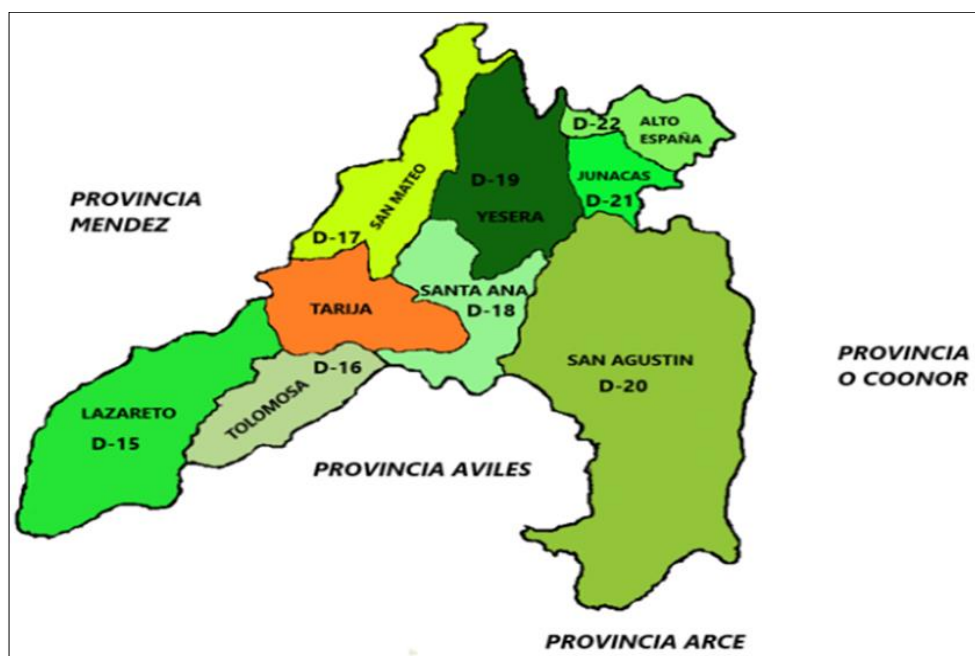 D-22
ALTO
ESPAÑA
D-19
YESERA
JUNACAS
D-21
PROVINCIA
MENDEZ
SAN MATEO
D-17
SANTA ANA
D-18
TARIJA
PROVINCIA
O COONOR
SAN AGUSTIN
D-20
D-16
TOLOMOSA
LAZARETO
D-15
PROVINCIA AVILES
PROVINCIA ARCE